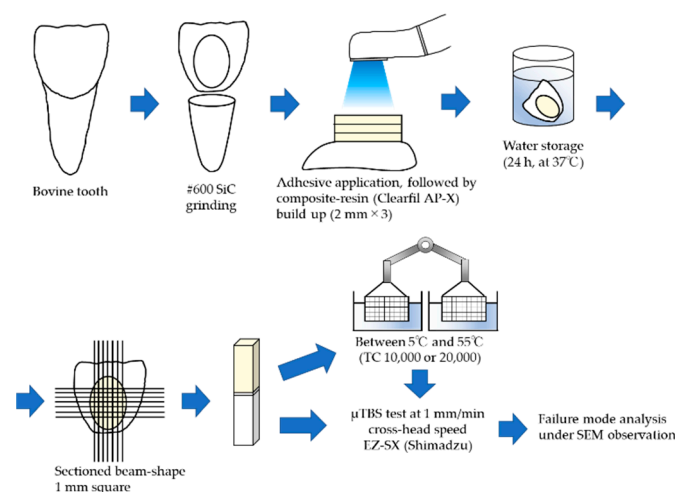 Bovine tooth
#600 SiC
grinding
Adhesive application, followed by
composite-resin (Clearfil AP-X)
build up (2 mm × 3)
Water storage
(24 h, at 37℃)
Sectioned beam-shape
1 mm square
Between 5℃ and 55℃
(TC 10,000 or 20,000)
μTBS test at 1 mm/min
cross-head speed
EZ-SX (Shimadzu)
Failure mode analysis
under SEM observation